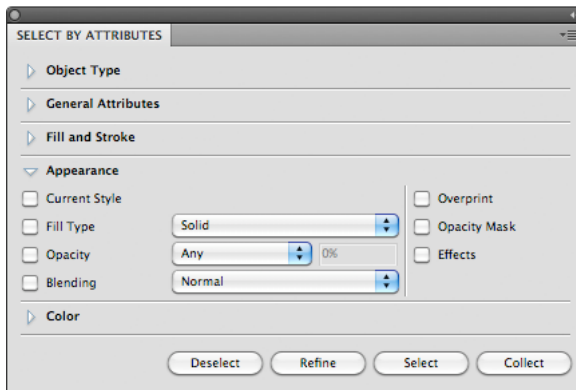 SELECT BY ATTRIBUTES
Object Type
General Attributes
Fill and Stroke
Appearance
Current Style
Overprint
Fill Type Solid
Opacity Mask
Opacity Any 0%
Effects
Blending Normal
Color
Deselect Refine Select Collect